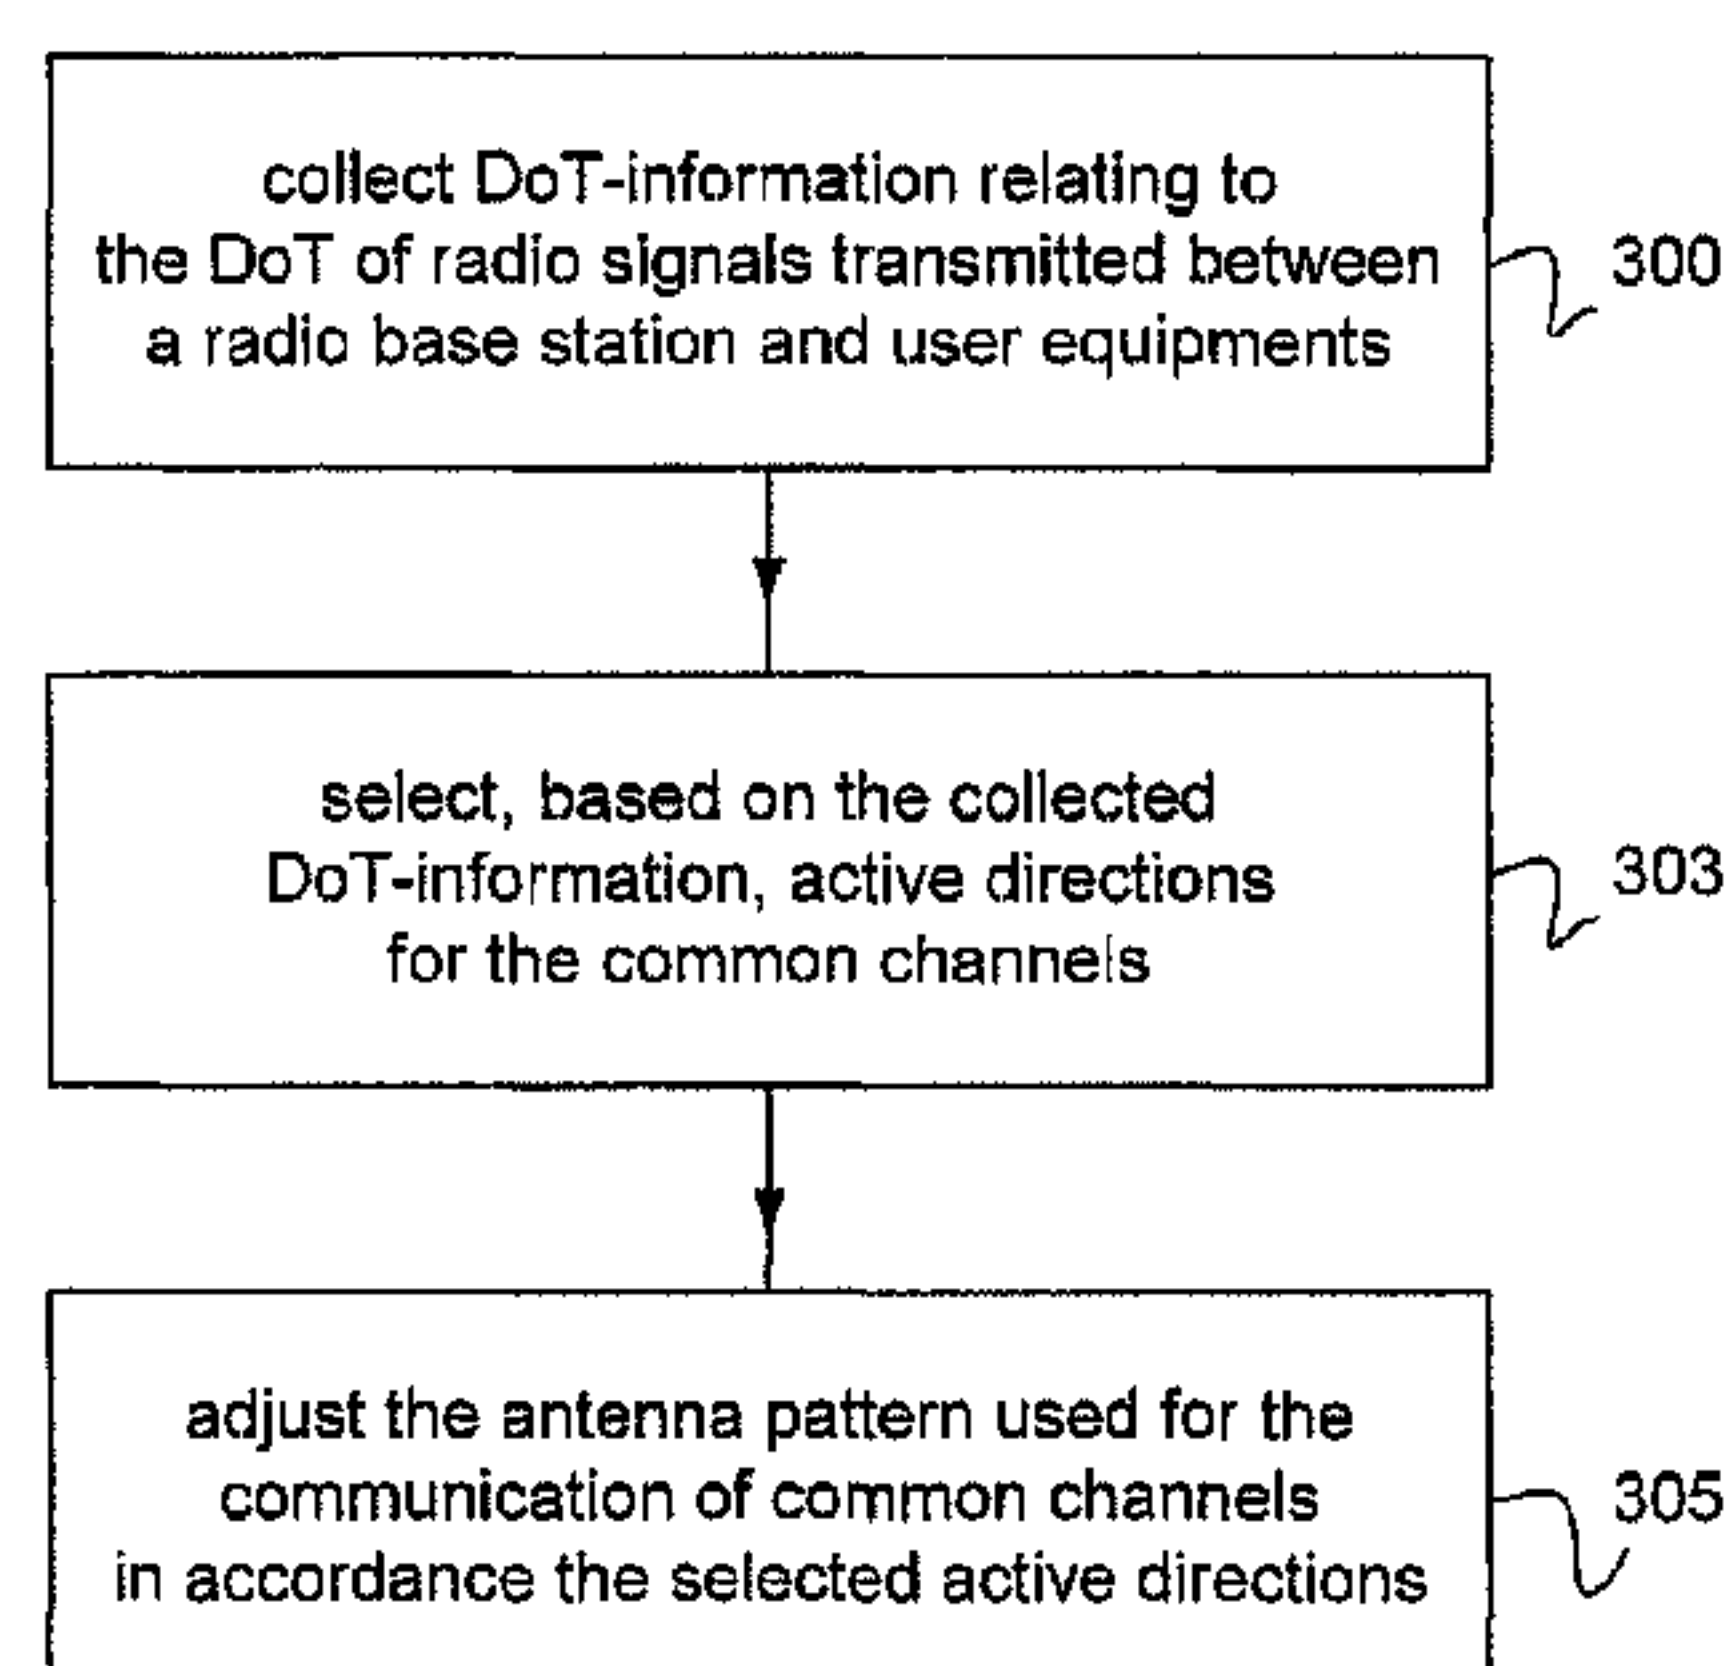 collect DoT-information relating to
the DoT of radio signals transmitted between
a radio base station and user equipments
300
select, based on the collected
DoT-information, active directions
for the common channels
303
adjust the antenna pattern used for the
communication of common channels
in accordance the selected active directions
305